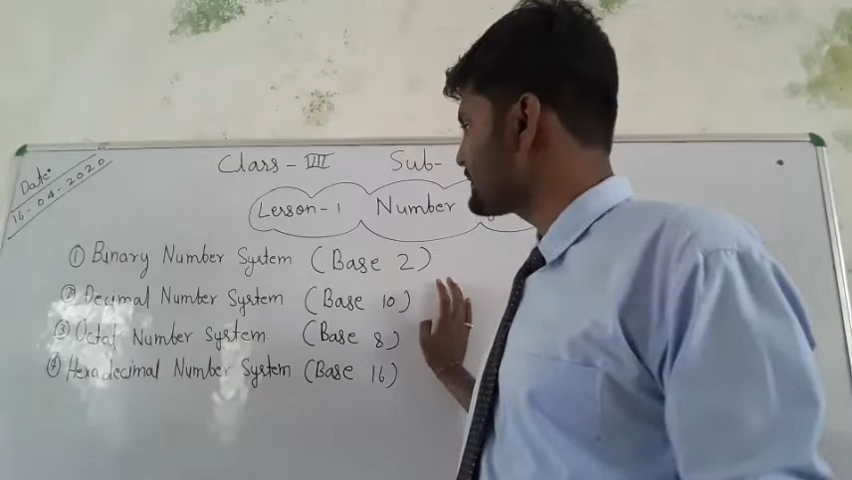 Date:
16-04-2020
Class - VIII Sub-
Lesson-1 Number
① Binary Number System (Base 2)
② Decimal Number System (Base 10)
③ Octat Number System (Base 8)
④ Hexadecimal Number System (Base 16)